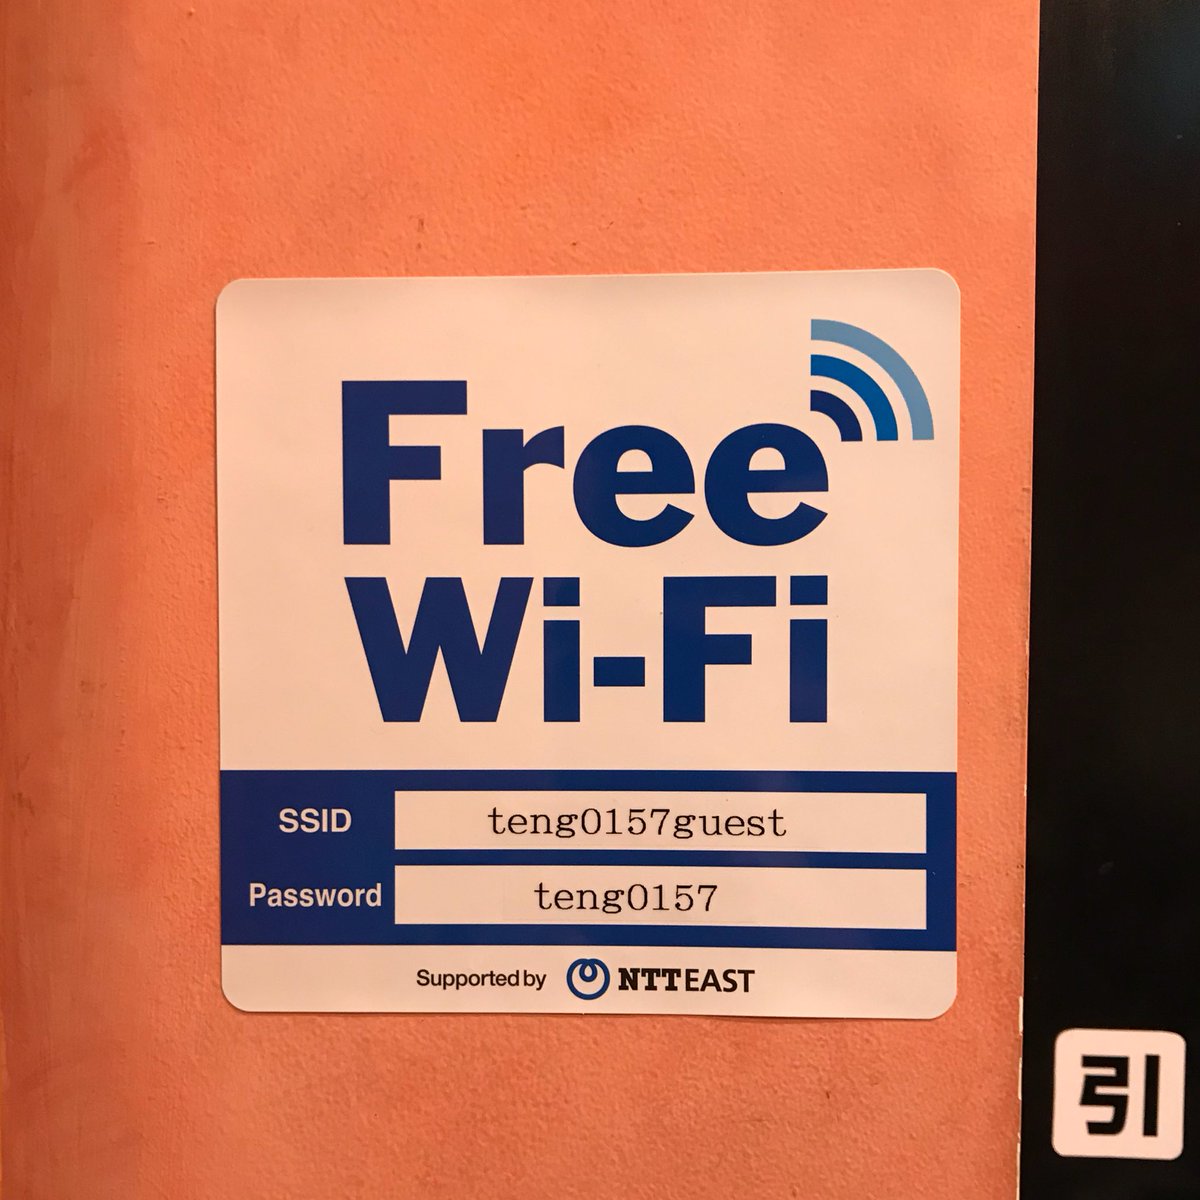 Free
Wi-Fi
SSID teng0157guest
Password teng0157
Supported by NTT EAST
引